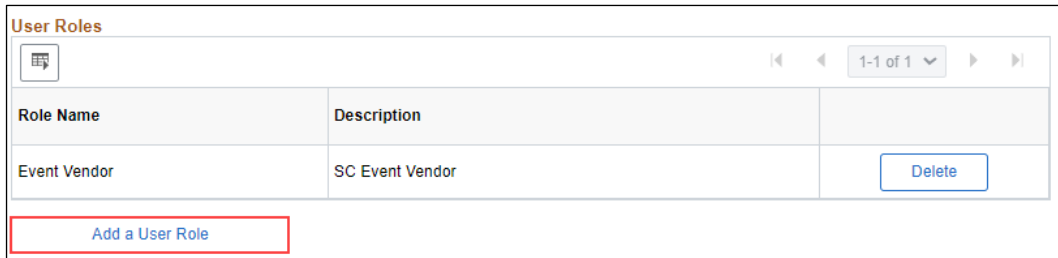 User Roles
1-1 of 1
Role Name Description
Event Vendor SC Event Vendor Delete
Add a User Role